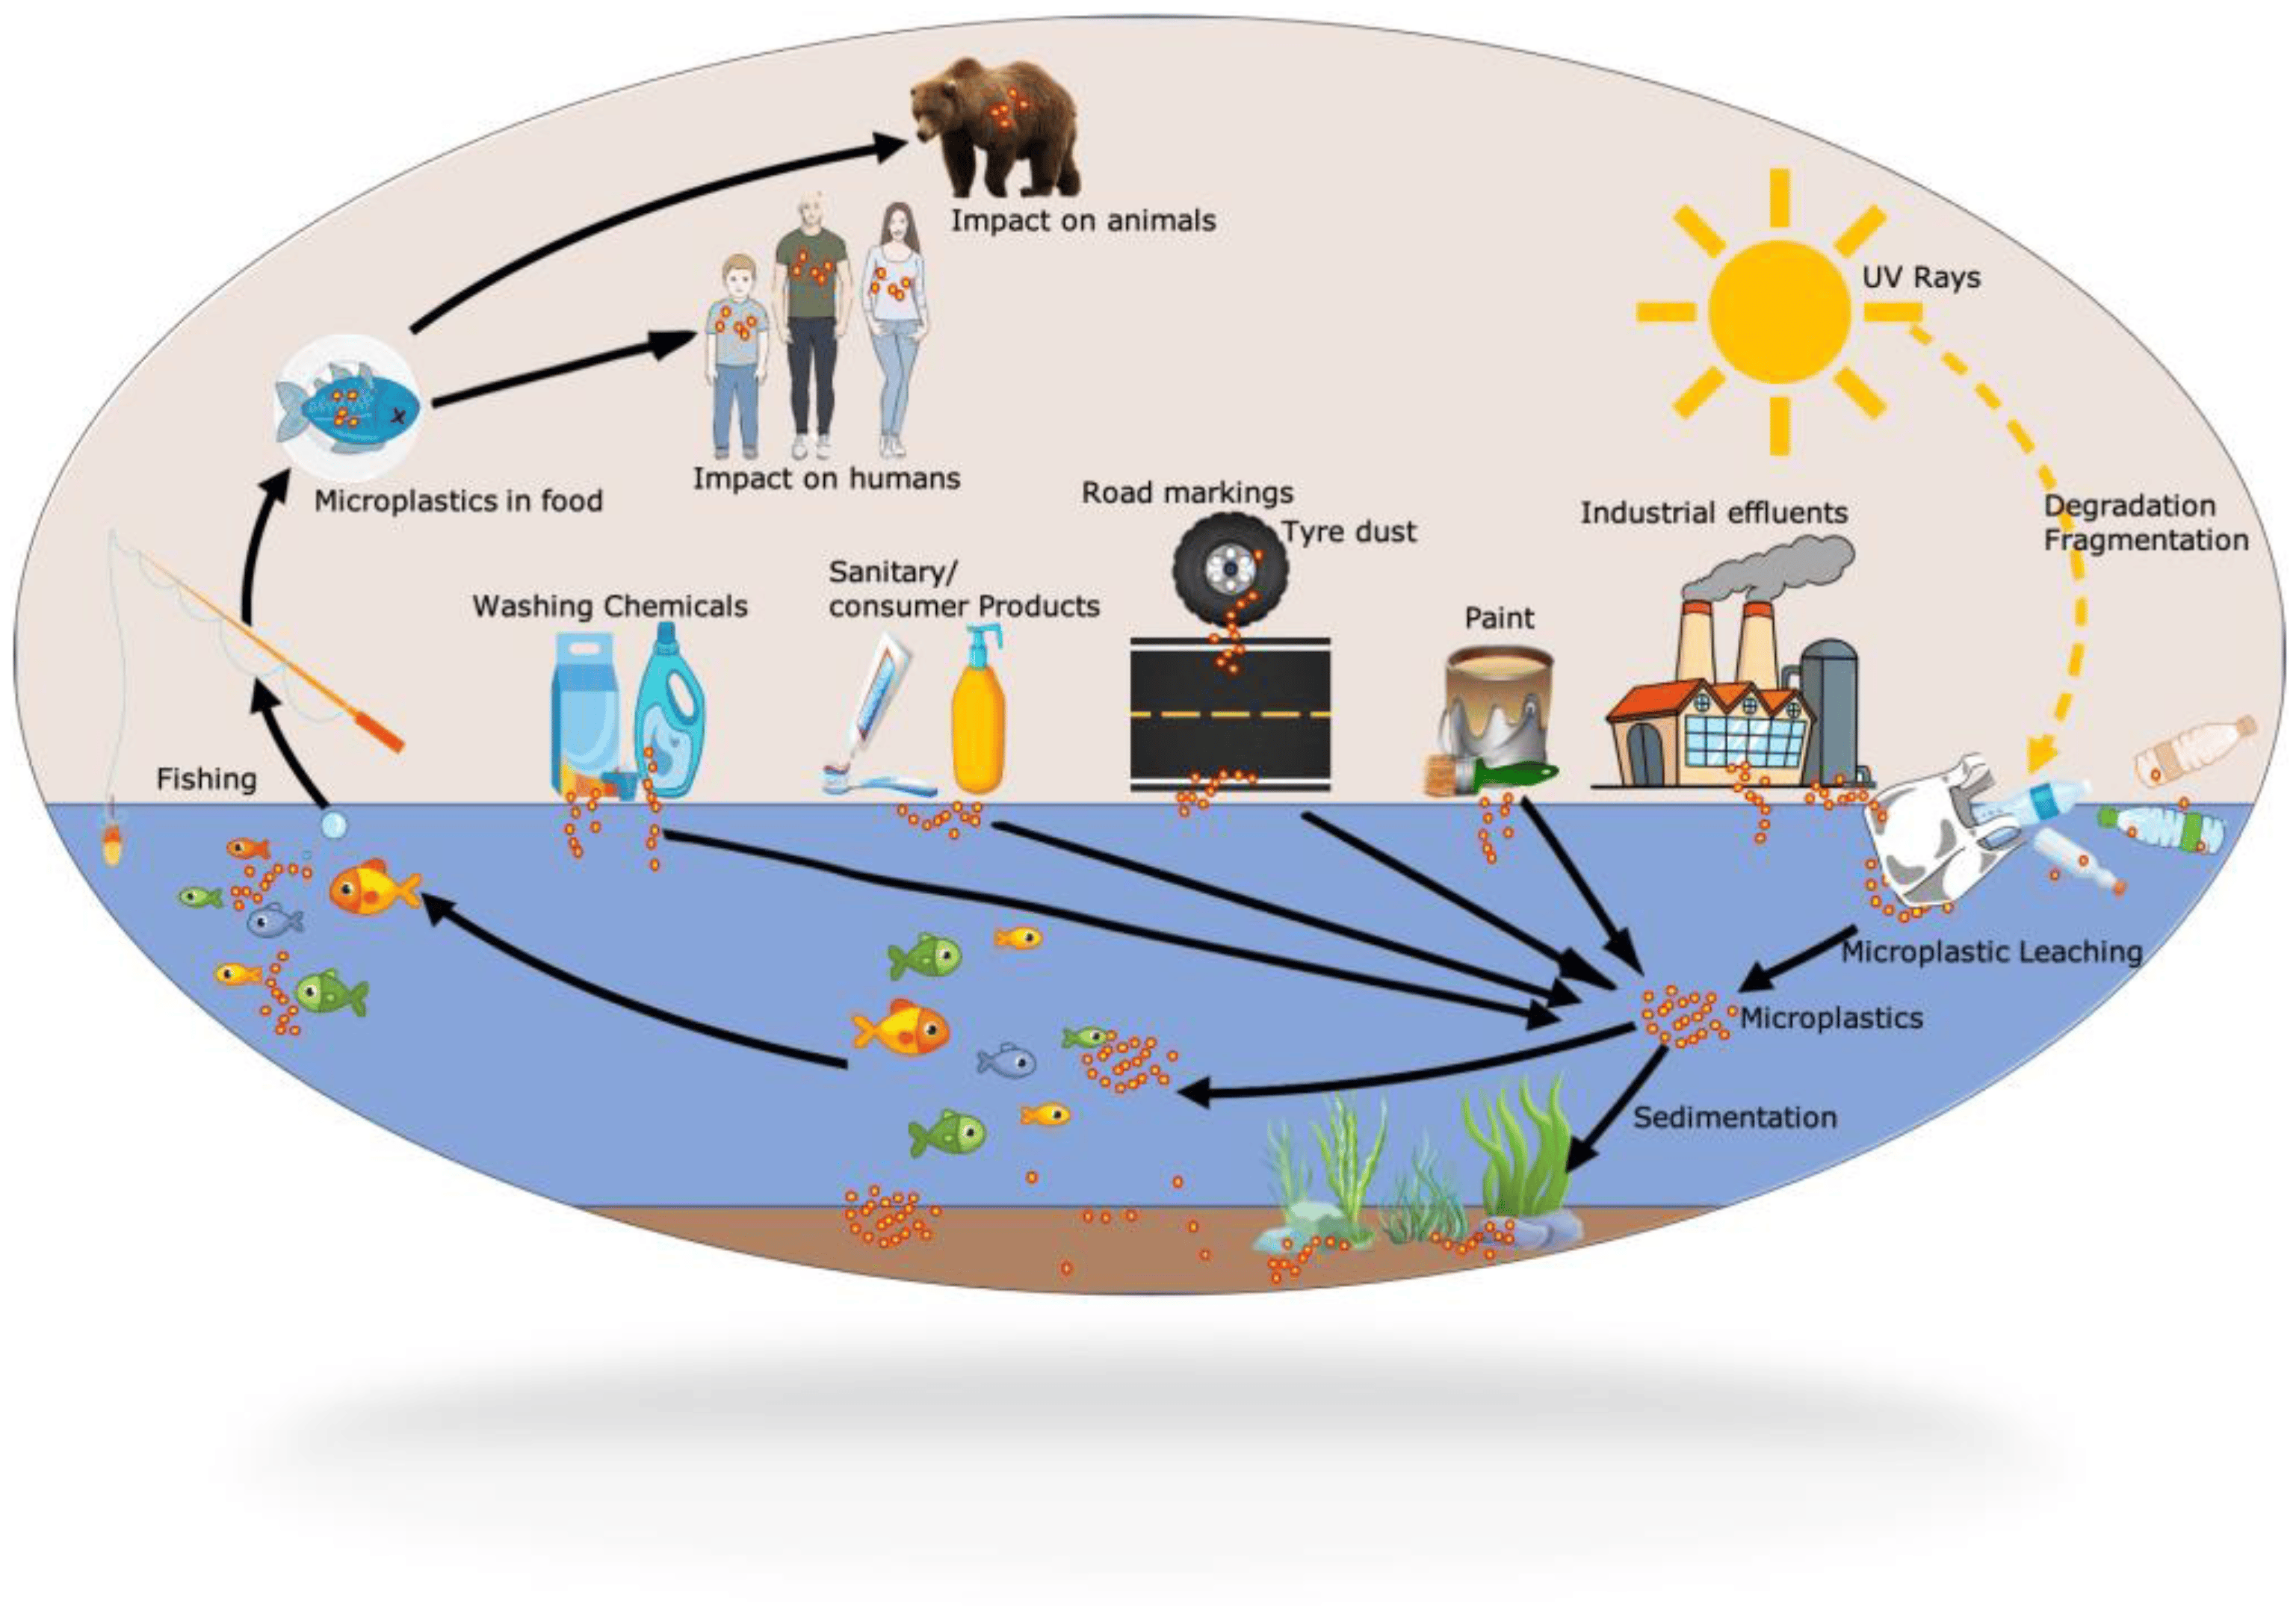 Impact on animals
UV Rays
Impact on humans
Microplastics in food
Road markings
Tyre dust
Industrial effluents
Degradation
Fragmentation
Sanitary/
consumer Products
Washing Chemicals
Paint
Fishing
Microplastic Leaching
Microplastics
Sedimentation